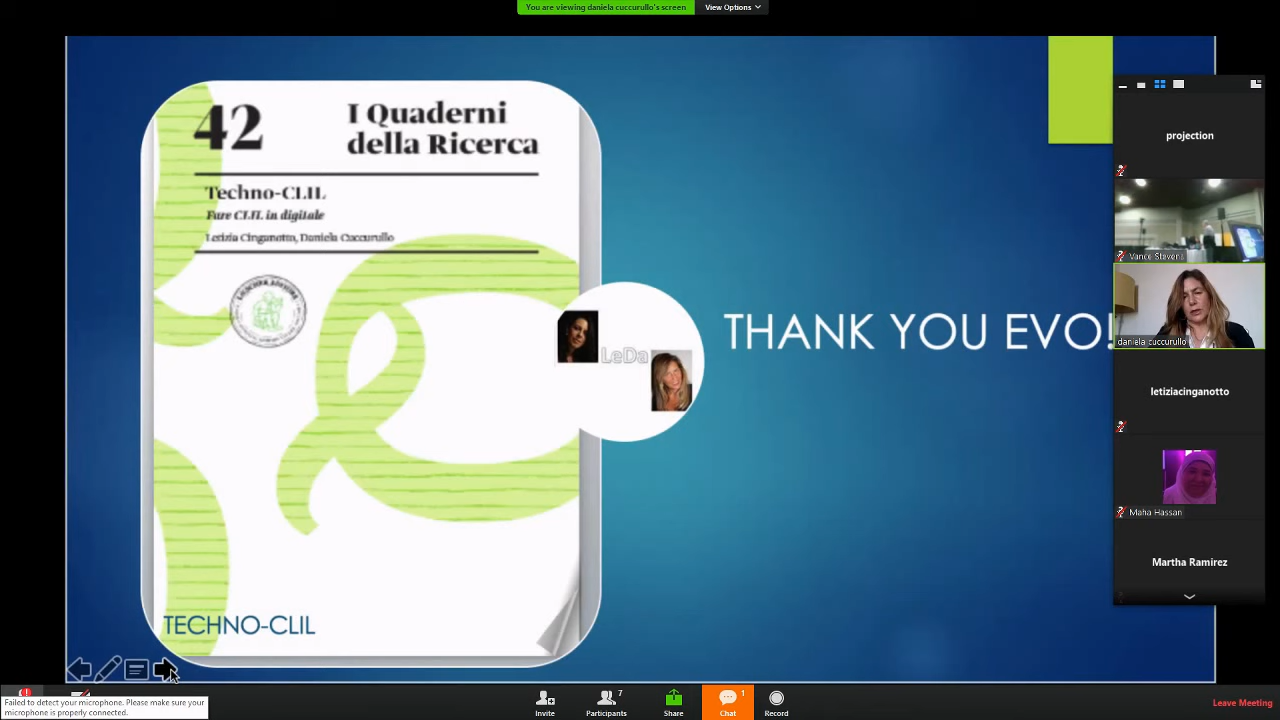 You are viewing daniela cuccurullo's screen
View Options
42
I Quaderni
della Ricerca
Techno-CLIL
Fare CLIL in digitale
Letizia Cinganotto, Daniela Cuccurullo
LeDa
THANK YOU EVO!
TECHNO-CLIL
projection
Vance Stevens
daniela cuccurullo
letiziacinganotto
Maha Hassan
Martha Ramirez
Failed to detect your microphone. Please make sure your
microphone is properly connected.
Invite
Participants
7
Share
Chat
1
Record
Leave Meeting